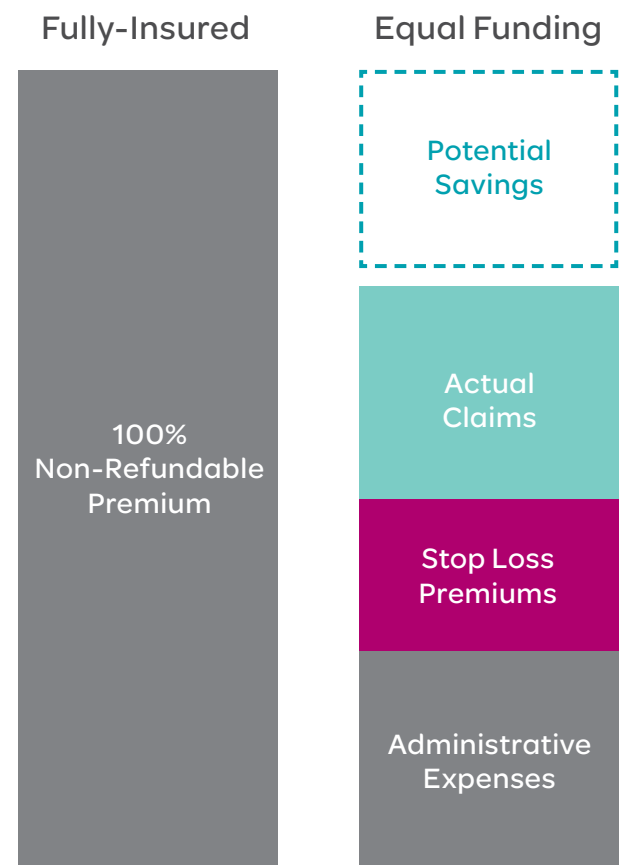 Fully-Insured
Equal Funding
100%
Non-Refundable
Premium
Potential
Savings
Actual
Claims
Stop Loss
Premiums
Administrative
Expenses